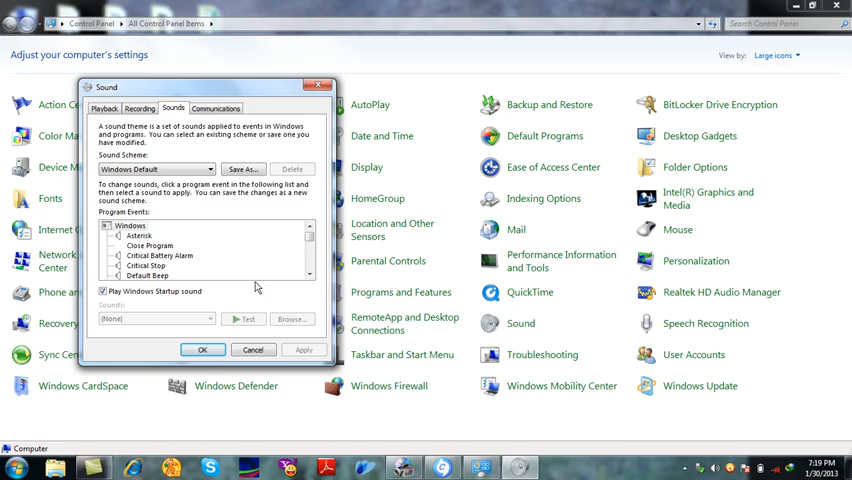 Control Panel
All Control Panel Items
Search Control Panel
Adjust your computer's settings
View by:
Large icons
Sound
Playback
Recording
Sounds
Communications
A sound theme is a set of sounds applied to events in Windows
and programs. You can select an existing scheme or save one you
have modified.
Sound Scheme:
Windows Default
Save As...
Delete
To change sounds, click a program event in the following list and
then select a sound to apply. You can save the changes as a new
sound scheme.
Program Events:
Windows
Asterisk
Close Program
Critical Battery Alarm
Critical Stop
Default Beep
Play Windows Startup sound
Sounds:
(None)
Test
Browse...
OK
Cancel
Apply
Action Ce
AutoPlay
Backup and Restore
BitLocker Drive Encryption
Color Ma
Date and Time
Default Programs
Desktop Gadgets
Device M
Display
Ease of Access Center
Folder Options
Fonts
HomeGroup
Indexing Options
Intel(R) Graphics and
Media
Internet O
Location and Other
Sensors
Mail
Mouse
Network
Center
Parental Controls
Performance Information
and Tools
Personalization
Phone an
Programs and Features
QuickTime
Realtek HD Audio Manager
Recovery
RemoteApp and Desktop
Connections
Sound
Speech Recognition
Sync Cen
Taskbar and Start Menu
Troubleshooting
User Accounts
Windows CardSpace
Windows Defender
Windows Firewall
Windows Mobility Center
Windows Update
Computer
7:19 PM
1/30/2013